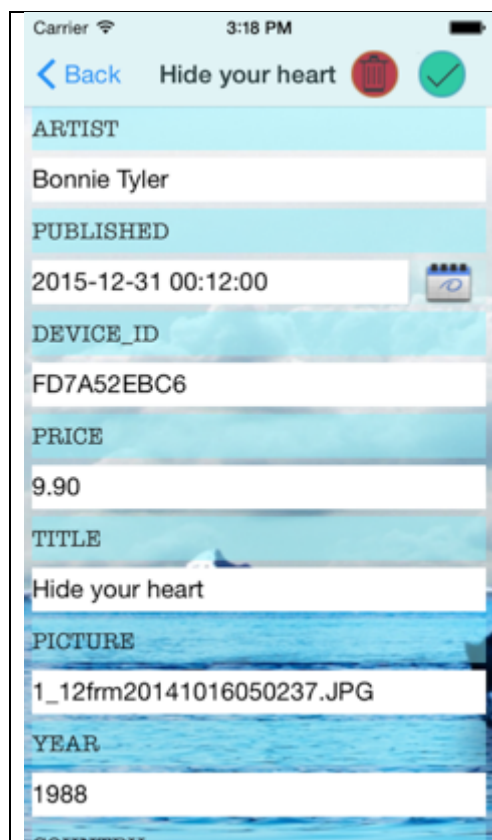 Carrier 3:18 PM
Back Hide your heart
ARTIST
Bonnie Tyler
PUBLISHED
2015-12-31 00:12:00
DEVICE_ID
FD7A52EBC6
PRICE
9.90
TITLE
Hide your heart
PICTURE
1_12frm20141016050237.JPG
YEAR
1988
COUNTRY